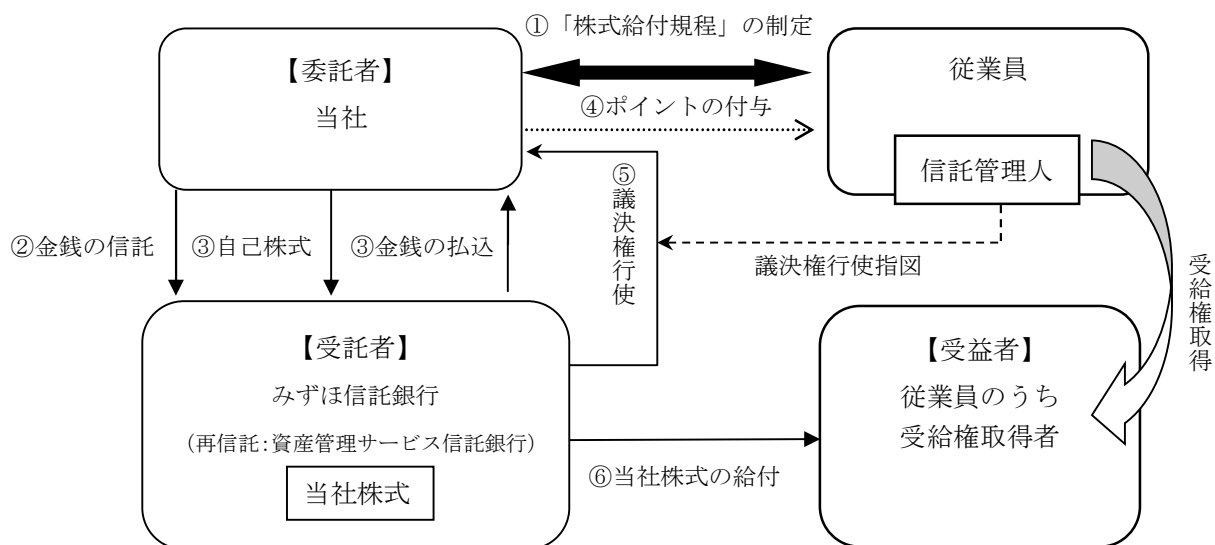 ①「株式給付規程」の制定
【委託者】
当社
従業員
④ポイントの付与
信託管理人
⑤議決権行使
②金銭の信託
③自己株式
③金銭の払込
議決権行使指図
受給権取得
【受託者】
みずほ信託銀行
(再信託:資産管理サービス信託銀行)
当社株式
【受益者】
従業員のうち
受給権取得者
⑥当社株式の給付